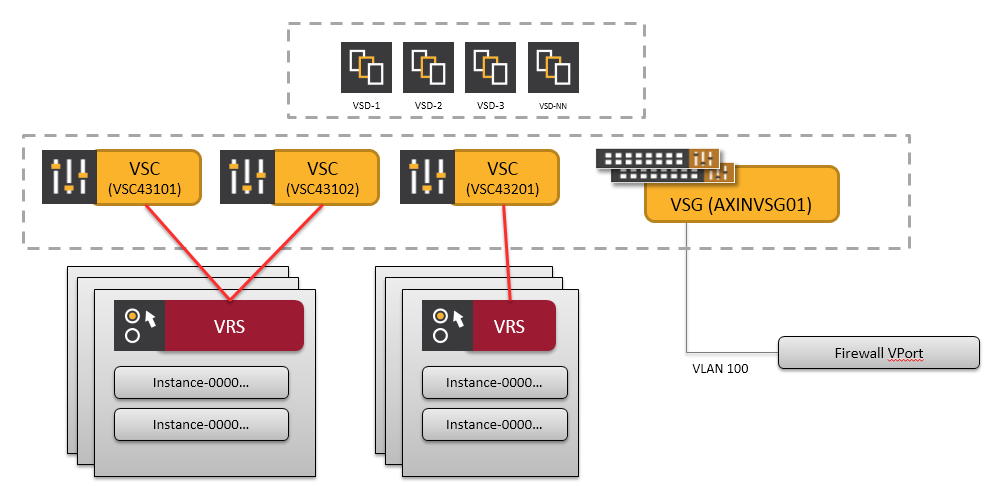 VSD-1
VSD-2
VSD-3
VSD-NN
VSC
(VSC43101)
VSC
(VSC43102)
VSC
(VSC43201)
VSG (AXINVSG01)
VRS
VRS
Firewall VPort
VLAN 100
Instance-0000...
Instance-0000...
Instance-0000...
Instance-0000...